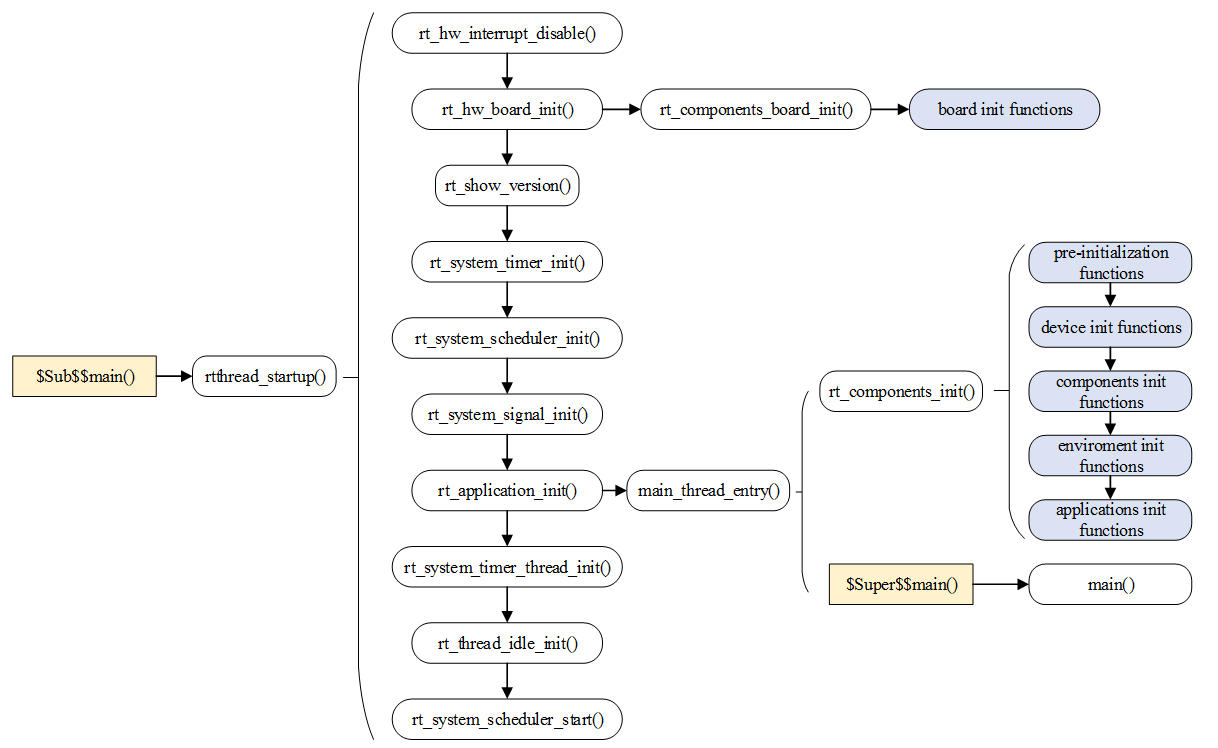 $Sub$$main()
rtthread_startup()
rt_hw_interrupt_disable()
rt_hw_board_init()
rt_components_board_init()
board init functions
rt_show_version()
rt_system_timer_init()
rt_system_scheduler_init()
rt_system_signal_init()
rt_application_init()
main_thread_entry()
rt_components_init()
pre-initialization
functions
device init functions
components init
functions
enviroment init
functions
applications init
functions
$Super$$main()
main()
rt_system_timer_thread_init()
rt_thread_idle_init()
rt_system_scheduler_start()